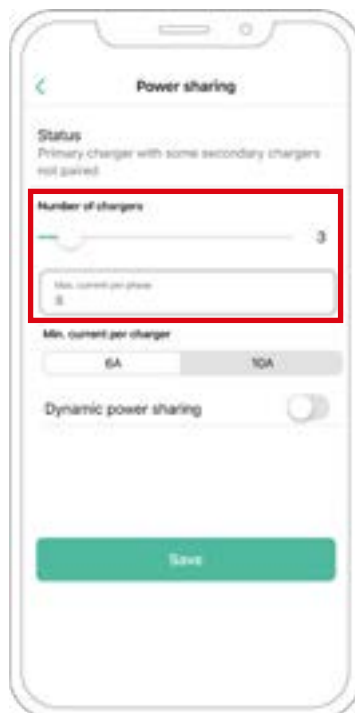 Power sharing
Status
Primary charger with some secondary chargers
not paired
Number of chargers
3
Max. current per phase
Min. current per charger
6A 10A
Dynamic power sharing
Save